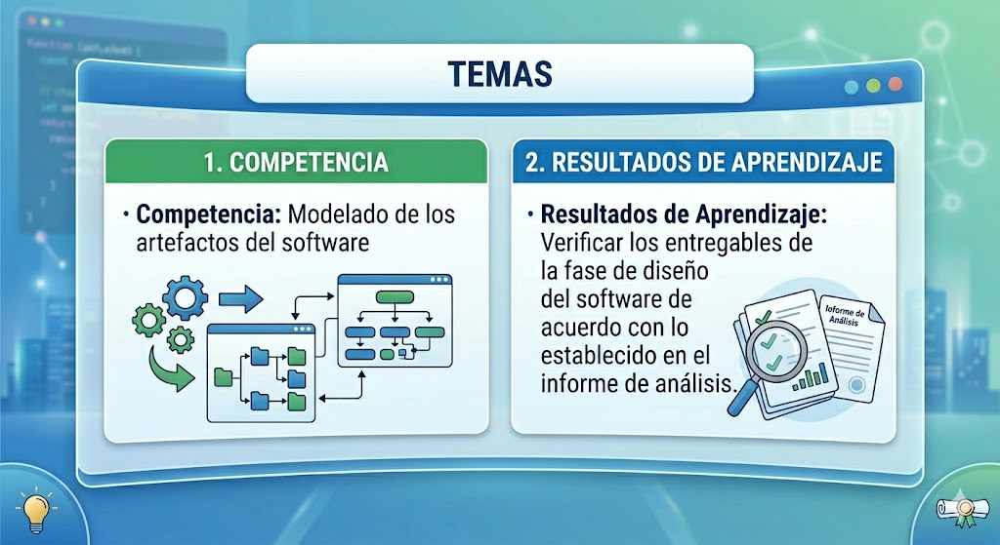 TEMAS
1. COMPETENCIA
• Competencia: Modelado de los
artefactos del software
2. RESULTADOS DE APRENDIZAJE
• Resultados de Aprendizaje:
Verificar los entregables de
la fase de diseño
del software de
acuerdo con lo
establecido en el
informe de análisis.
Informe de
Análisis